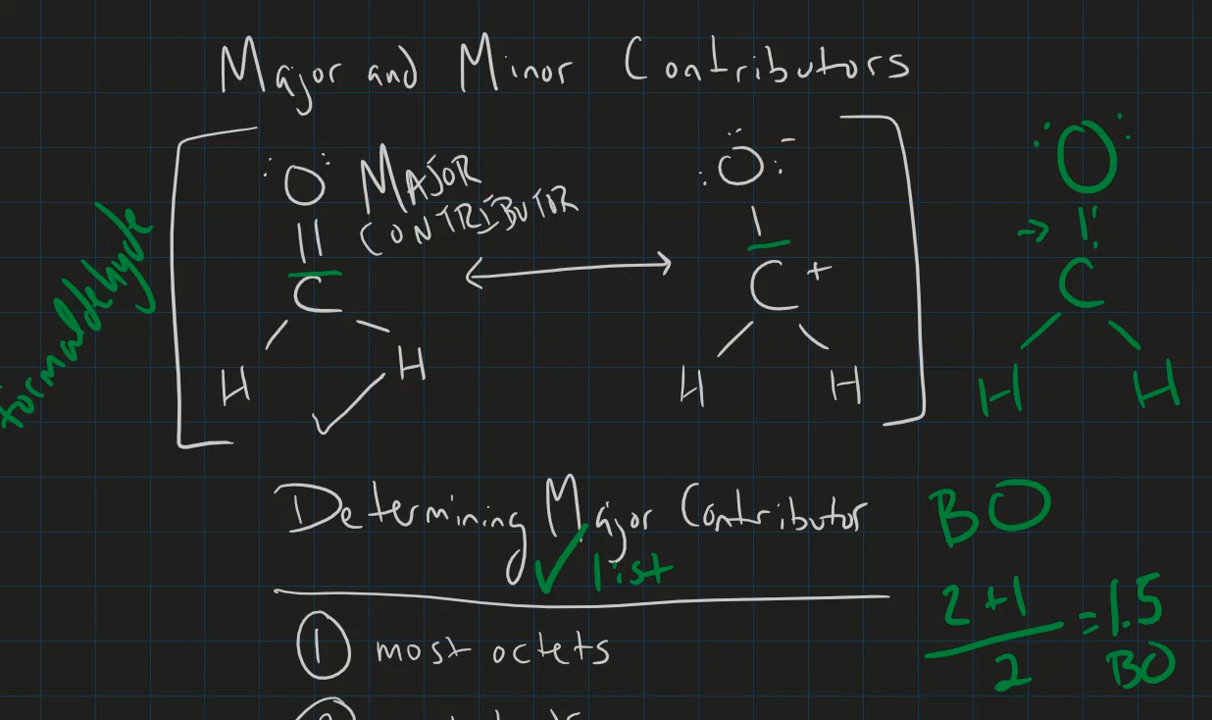 Major and Minor Contributors
formaldehyde
:O:
||
C
H H
MAJOR
CONTRIBUTOR
:Ö: -
|
C +
H H
:O:
→
C
H H
Determining Major Contributor
✓ list
① most octets
BO
2+1
2
= 1.5
BO